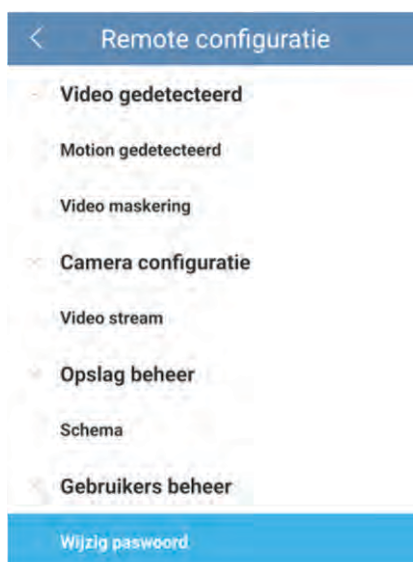 Remote configuratie
Video gedetecteerd
Motion gedetecteerd
Video maskering
Camera configuratie
Video stream
Opslag beheer
Schema
Gebruikers beheer
Wijzig paswoord